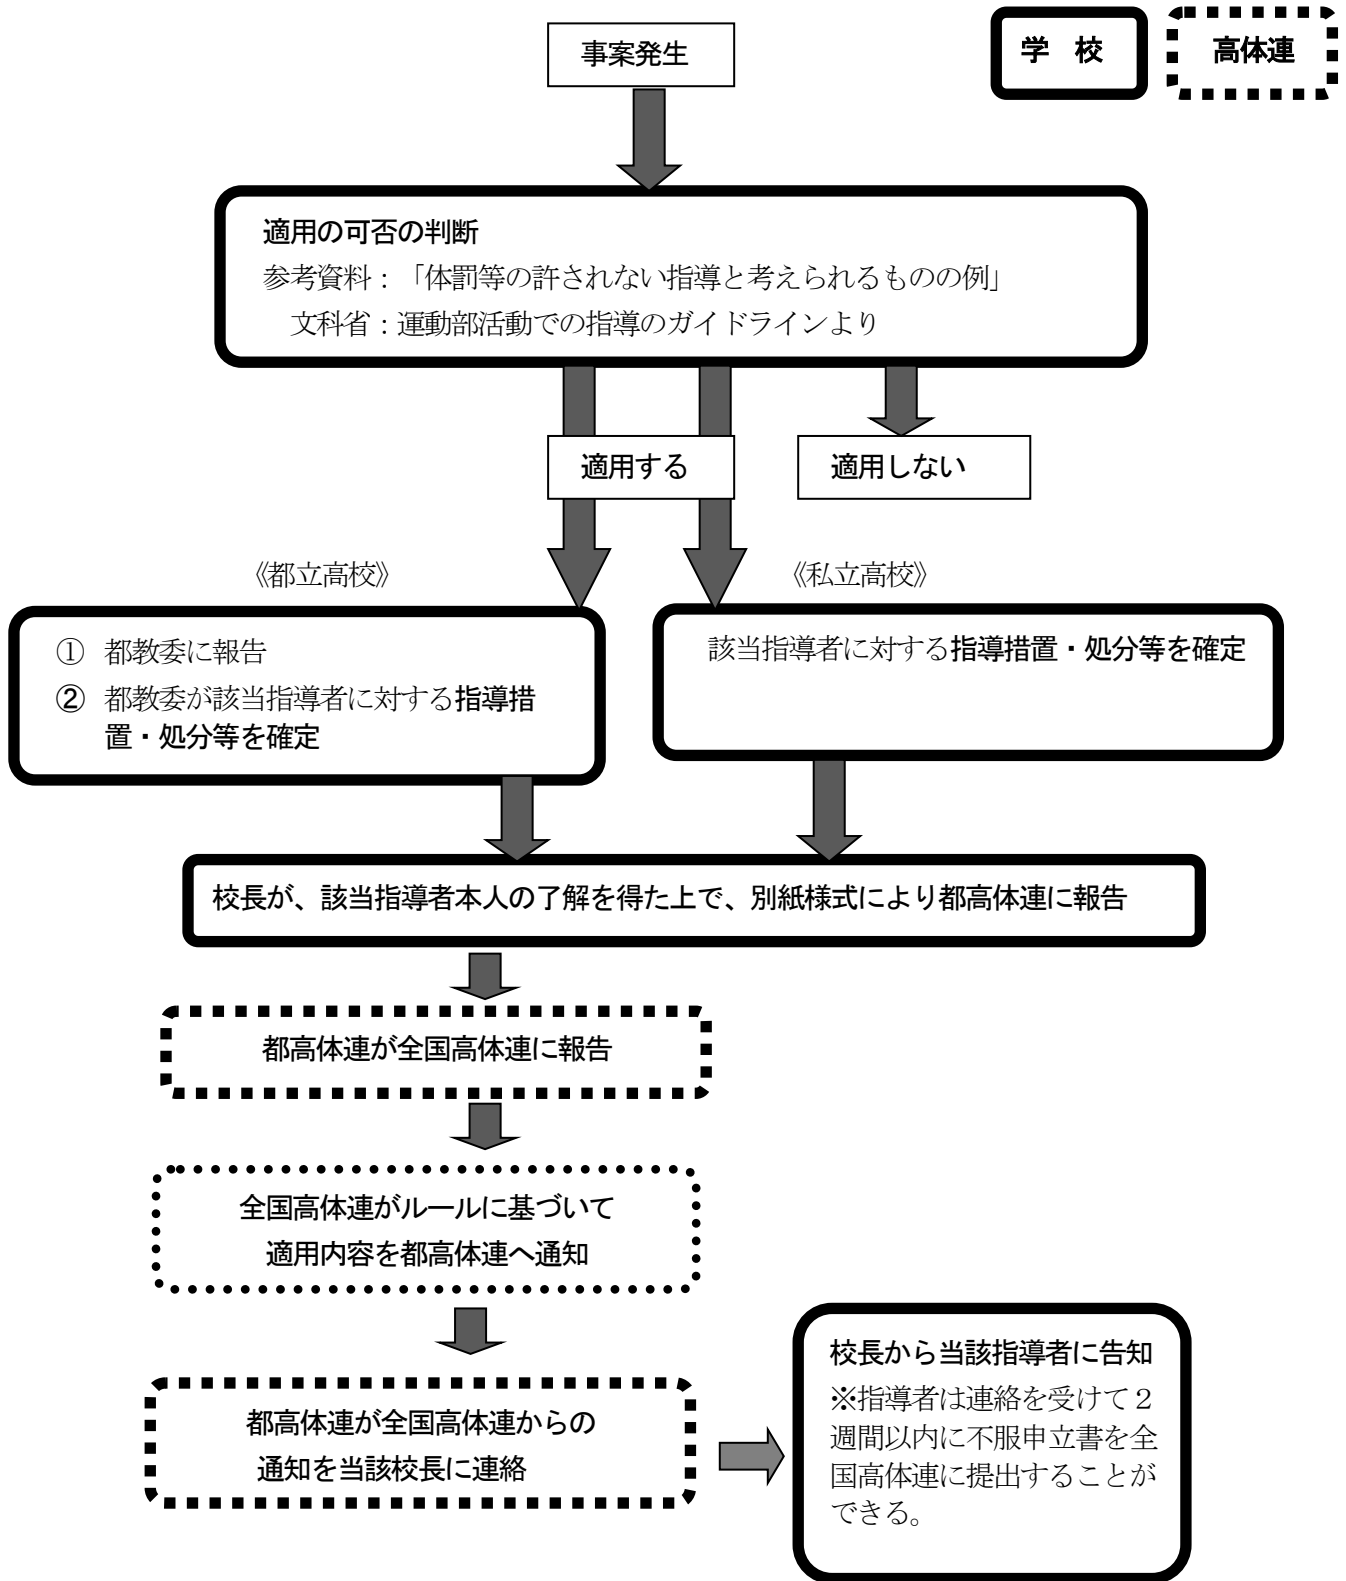 事案発生
学 校
高体連
適用の可否の判断
参考資料：「体罰等の許されない指導と考えられるものの例」
文科省：運動部活動での指導のガイドラインより
適用する
適用しない
《都立高校》
《私立高校》
① 都教委に報告
② 都教委が該当指導者に対する指導措
置・処分等を確定
該当指導者に対する指導措置・処分等を確定
校長が、該当指導者本人の了解を得た上で、別紙様式により都高体連に報告
都高体連が全国高体連に報告
全国高体連がルールに基づいて
適用内容を都高体連へ通知
都高体連が全国高体連からの
通知を当該校長に連絡
校長から当該指導者に告知
※指導者は連絡を受けて２
週間以内に不服申立書を全
国高体連に提出することが
できる。